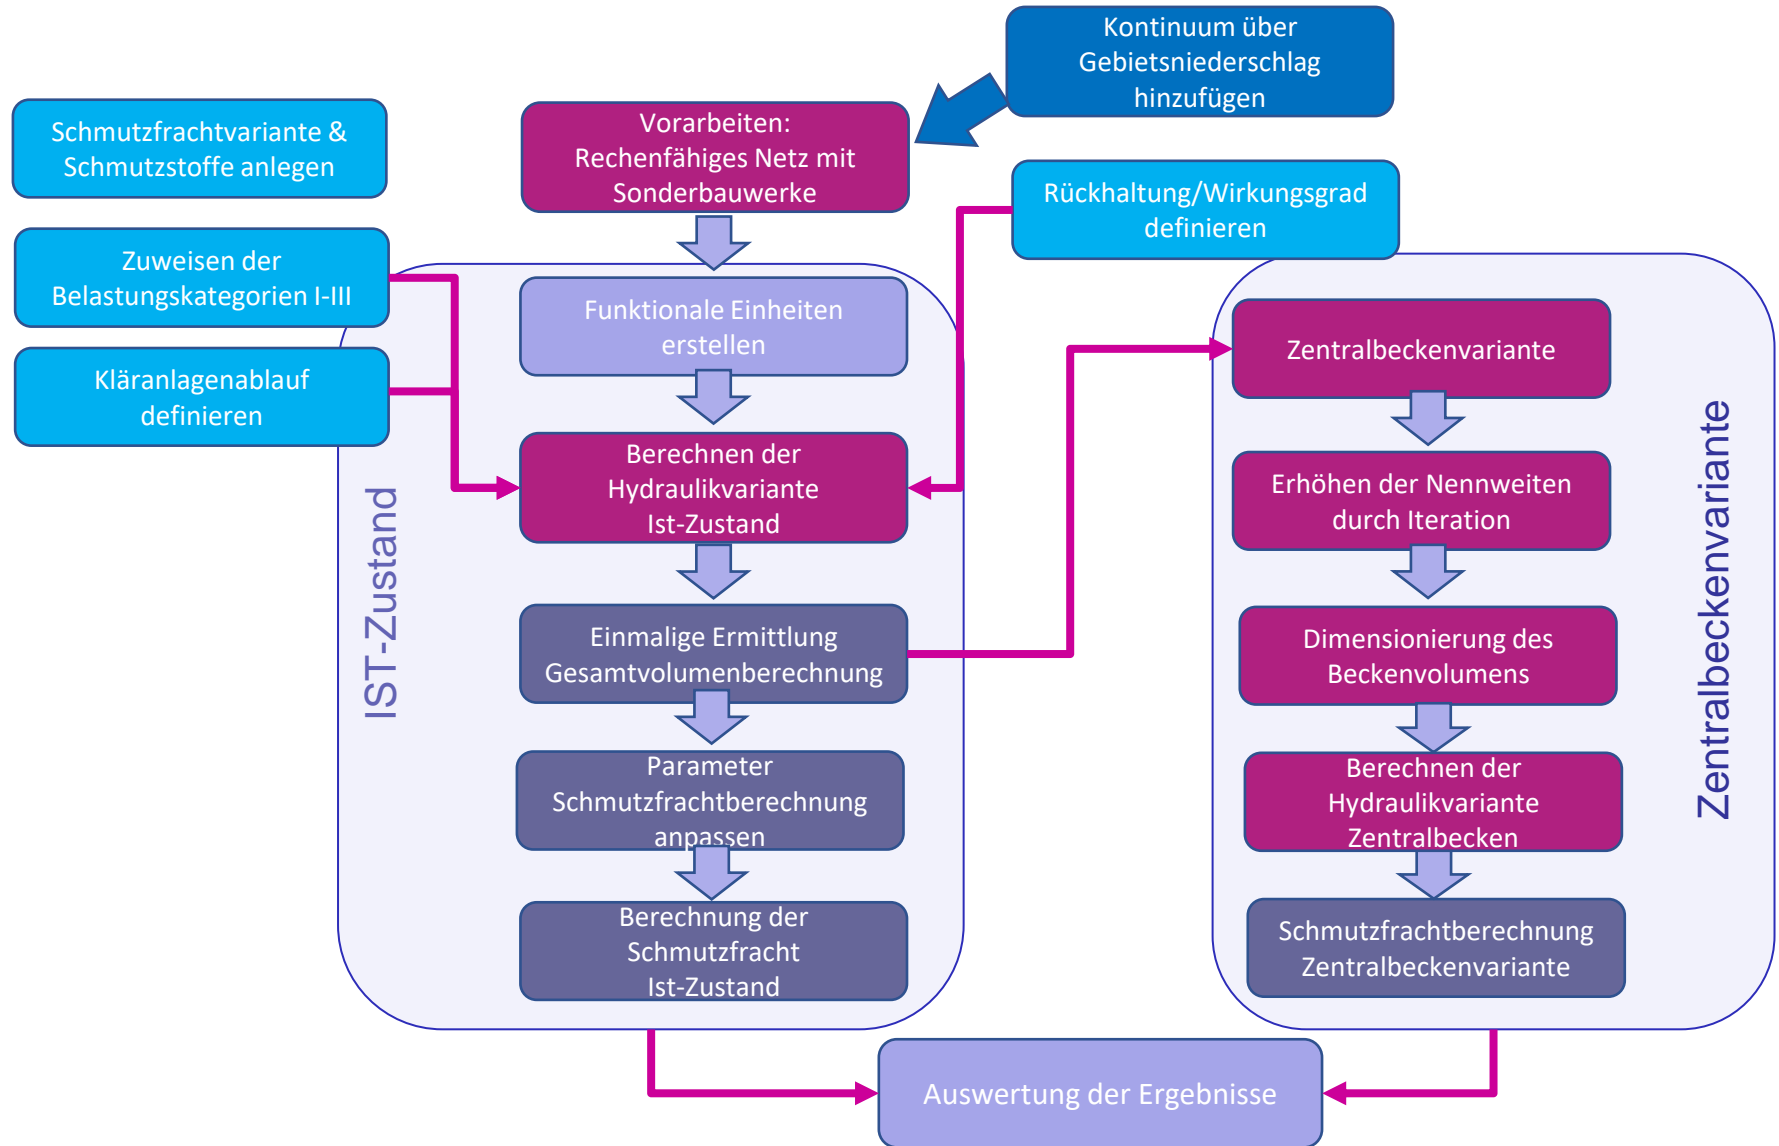 Kontinuum über
Gebietsniederschlag
hinzufügen
Schmutzfrachtvariante &
Schmutzstoffe anlegen
Vorarbeiten:
Rechenfähiges Netz mit
Sonderbauwerke
Rückhaltung/Wirkungsgrad
definieren
Zuweisen der
Belastungskategorien I-III
Kläranlagenablauf
definieren
IST-Zustand
Funktionale Einheiten
erstellen
Berechnen der
Hydraulikvariante
Ist-Zustand
Einmalige Ermittlung
Gesamtvolumenberechnung
Parameter
Schmutzfrachtberechnung
anpassen
Berechnung der
Schmutzfracht
Ist-Zustand
Zentralbeckenvariante
Erhöhen der Nennweiten
durch Iteration
Dimensionierung des
Beckenvolumens
Berechnen der
Hydraulikvariante
Zentralbecken
Schmutzfrachtberechnung
Zentralbeckenvariante
Zentralbeckenvariante
Auswertung der Ergebnisse